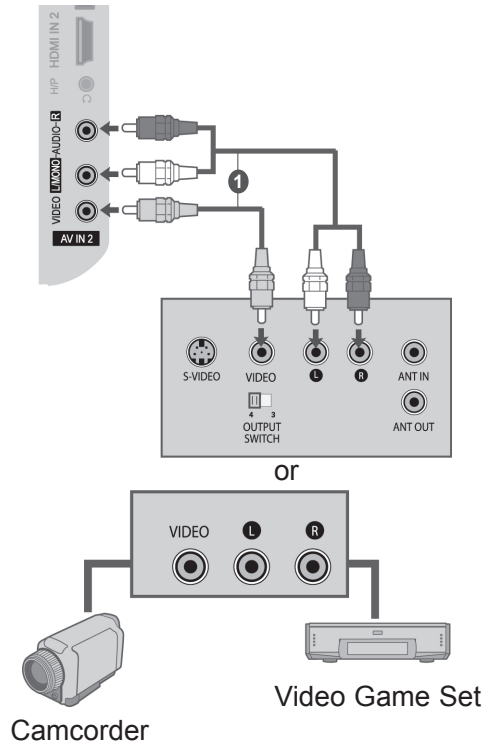 HDMI IN 2
H/P
VIDEO L/MONO AUDIO R
AV IN 2
1
S-VIDEO
VIDEO
L
R
ANT IN
4 3
OUTPUT
SWITCH
ANT OUT
or
VIDEO
L
R
Video Game Set
Camcorder